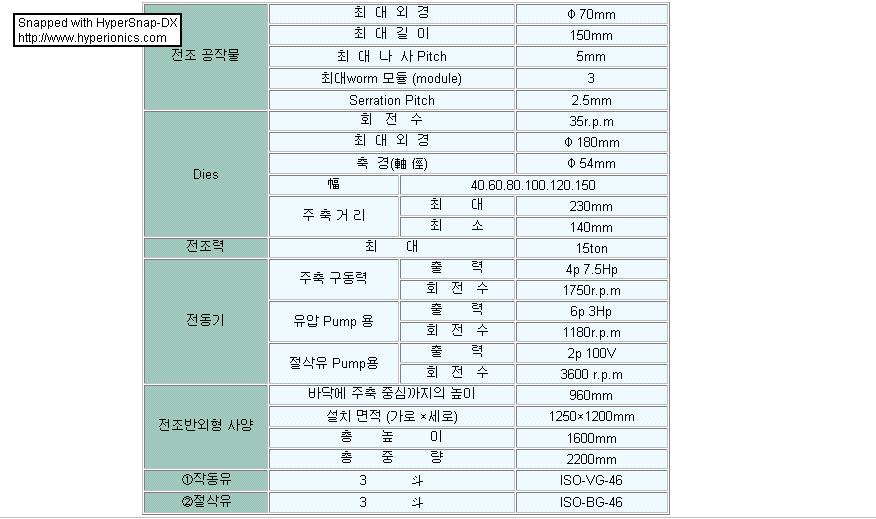 Snapped with HyperSnap-DX
http://www.hyperionics.com
전조 공작물
최 대 외 경 Φ 70mm
최 대 길 이 150mm
최 대 나 사 Pitch 5mm
최대worm 모듈 (module) 3
Serration Pitch 2.5mm
Dies
회 전 수 35r.p.m
최 대 외 경 Φ 180mm
축 경(軸 徑) Φ 54mm
幅 40.60.80.100.120.150
주 축 거 리
최 대 230mm
최 소 140mm
전조력 최 대 15ton
전동기
주축 구동력
출 력 4p 7.5Hp
회 전 수 1750r.p.m
유압 Pump 용
출 력 6p 3Hp
회 전 수 1180r.p.m
절삭유 Pump용
출 력 2p 100V
회 전 수 3600 r.p.m
전조반외형 사양
바닥에 주축 중심까지의 높이 960mm
설치 면적 (가로 ×세로) 1250×1200mm
총 높 이 1600mm
총 중 량 2200mm
①작동유 3 斗 ISO-VG-46
②절삭유 3 斗 ISO-BG-46